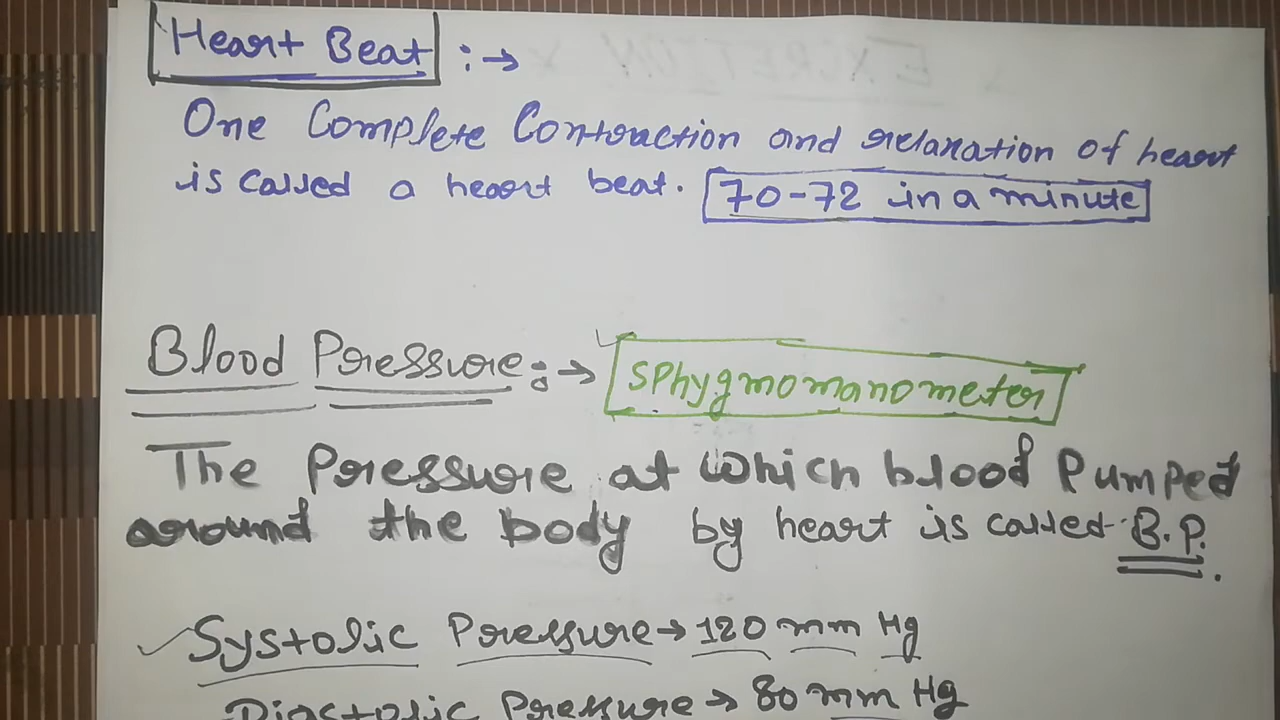 Heart Beat :→
One Complete Contraction and relaxation of heart
is called a heart beat. 70-72 in a minute
Blood Pressure :→ Sphygmomanometer
The Pressure at which blood Pumped
around the body by heart is called B.P.
Systolic Pressure → 120 mm Hg
Diastolic Pressure → 80 mm Hg